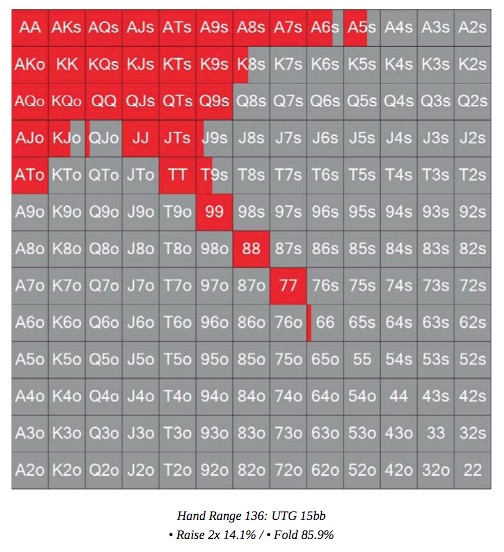 AA AKs AQs AJs ATs A9s A8s A7s A6s A5s A4s A3s A2s
AKo KK KQs KJs KTs K9s K8s K7s K6s K5s K4s K3s K2s
AQo KQo QQ QJs QTs Q9s Q8s Q7s Q6s Q5s Q4s Q3s Q2s
AJo KJo QJo JJ JTs J9s J8s J7s J6s J5s J4s J3s J2s
ATo KTo QTo JTo TT T9s T8s T7s T6s T5s T4s T3s T2s
A9o K9o Q9o J9o T9o 99 98s 97s 96s 95s 94s 93s 92s
A8o K8o Q8o J8o T8o 98o 88 87s 86s 85s 84s 83s 82s
A7o K7o Q7o J7o T7o 97o 87o 77 76s 75s 74s 73s 72s
A6o K6o Q6o J6o T6o 96o 86o 76o 66 65s 64s 63s 62s
A5o K5o Q5o J5o T5o 95o 85o 75o 65o 55 54s 53s 52s
A4o K4o Q4o J4o T4o 94o 84o 74o 64o 54o 44 43s 42s
A3o K3o Q3o J3o T3o 93o 83o 73o 63o 53o 43o 33 32s
A2o K2o Q2o J2o T2o 92o 82o 72o 62o 52o 42o 32o 22
Hand Range 136: UTG 15bb
• Raise 2x 14.1% / • Fold 85.9%